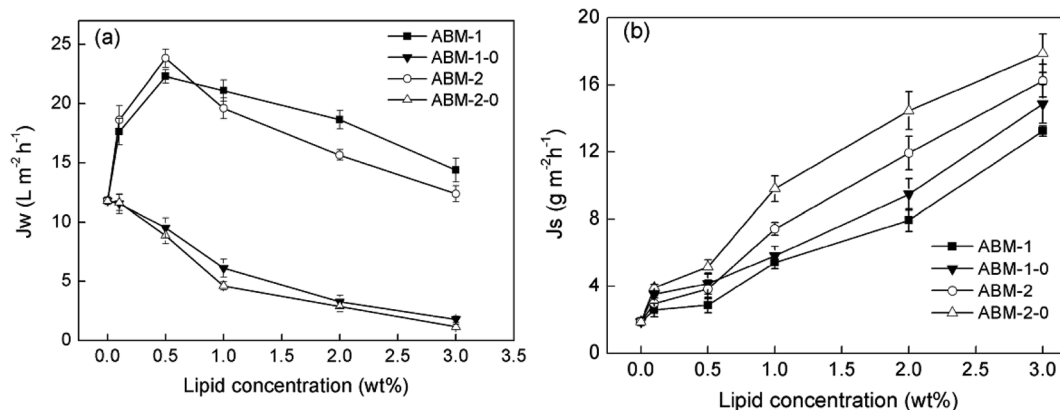 (a)
ABM-1
ABM-1-0
ABM-2
ABM-2-0
Jw (L m⁻²h⁻¹)
25
20
15
10
5
0
0.0 0.5 1.0 1.5 2.0 2.5 3.0 3.5
Lipid concentration (wt%)
(b)
Js (g m⁻²h⁻¹)
20
16
12
8
4
0
ABM-1
ABM-1-0
ABM-2
ABM-2-0
0.0 0.5 1.0 1.5 2.0 2.5 3.0
Lipid concentration (wt%)